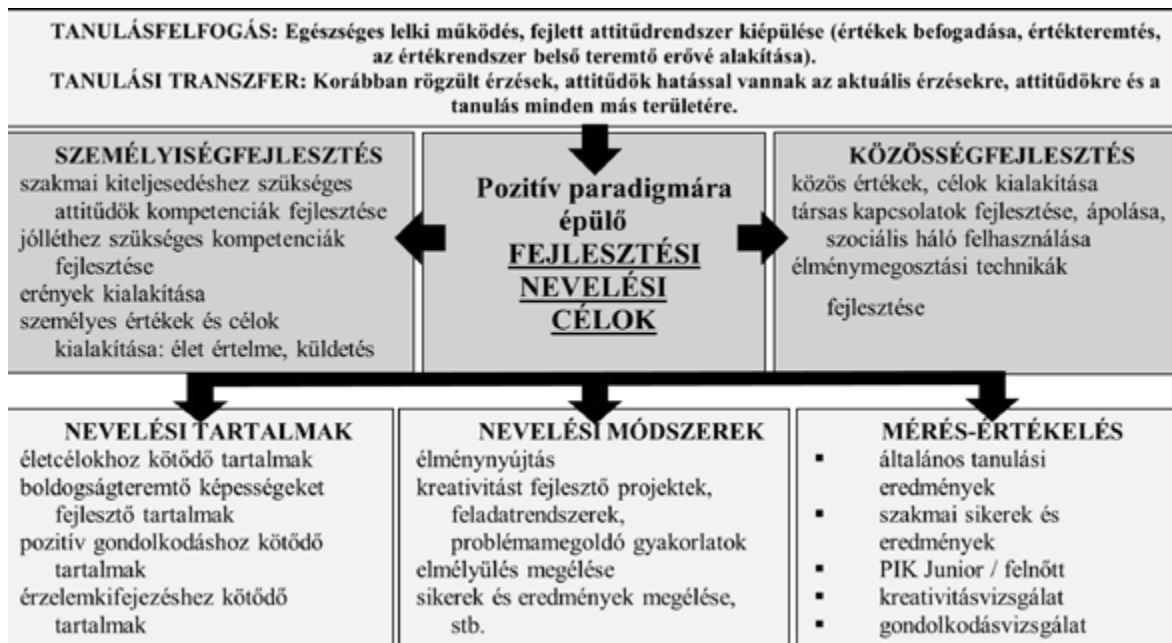 TANULÁSFELFOGÁS: Egészséges lelki működés, fejlett attitűdrendszer kiépülése (értékek befogadása, értékteremtés,
az értékrendszer belső teremtő erővé alakítása).
TANULÁSI TRANSZFER: Korábban rögzült érzések, attitűdök hatással vannak az aktuális érzésekre, attitűdökre és a
tanulás minden más területére.
SZEMÉLYISÉGFEJLESZTÉS
szakmai kiteljesedéshez szükséges
attitűdök kompetenciák fejlesztése
jólléthez szükséges kompetenciák
fejlesztése
erények kialakítása
személyes értékek és célok
kialakítása: élet értelme, küldetés
Pozitív paradigmára
épülő
FEJLESZTÉSI
NEVELÉSI
CÉLOK
KÖZÖSSÉGFEJLESZTÉS
közös értékek, célok kialakítása
társas kapcsolatok fejlesztése, ápolása,
szociális háló felhasználása
élménymegosztási technikák
fejlesztése
NEVELÉSI TARTALMAK
életcélokhoz kötődő tartalmak
boldogságteremtő képességeket
fejlesztő tartalmak
pozitív gondolkodáshoz kötődő
tartalmak
érzelemkifejezéshez kötődő
tartalmak
NEVELÉSI MÓDSZEREK
élménynyújtás
kreativitást fejlesztő projektek,
feladatrendszerek,
problémamegoldó gyakorlatok
elmélyülés megélése
sikerek és eredmények megélése,
stb.
MÉRÉS-ÉRTÉKELÉS
▪ általános tanulási
eredmények
▪ szakmai sikerek és
eredmények
▪ PIK Junior / felnőtt
▪ kreativitásvizsgálat
▪ gondolkodásvizsgálat